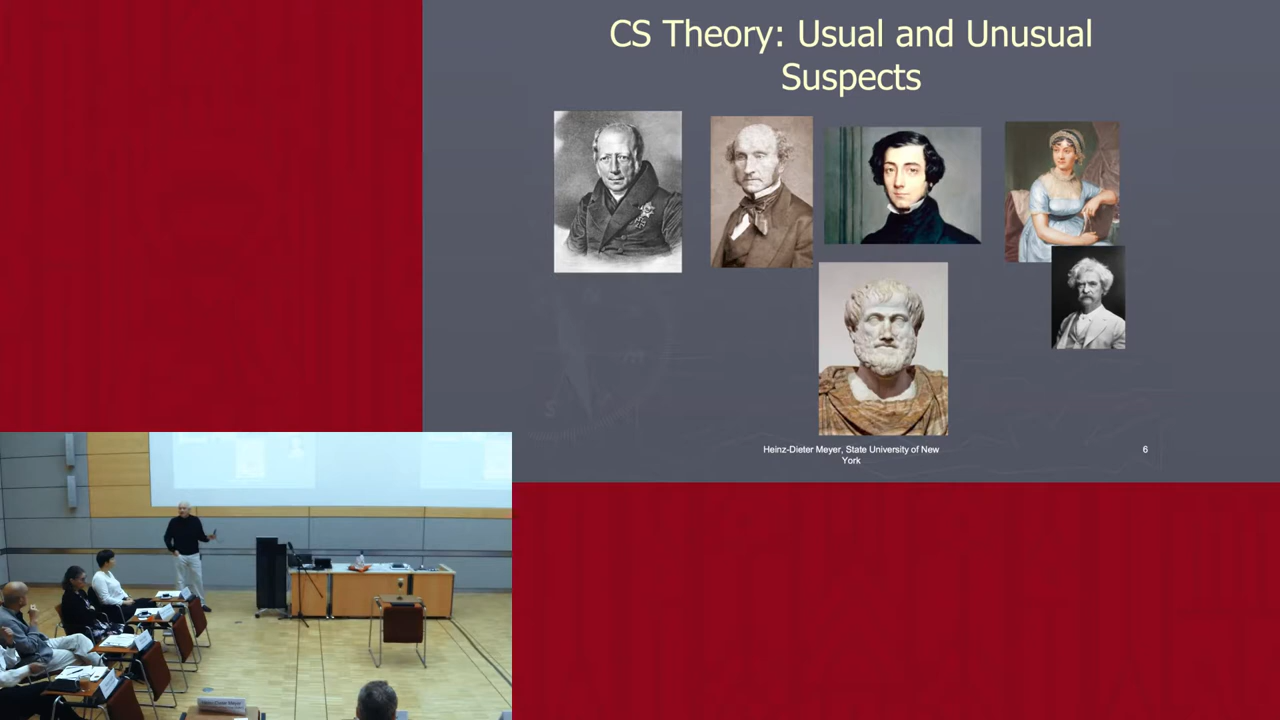 CS Theory: Usual and Unusual
Suspects
Heinz-Dieter Meyer, State University of New
York
6